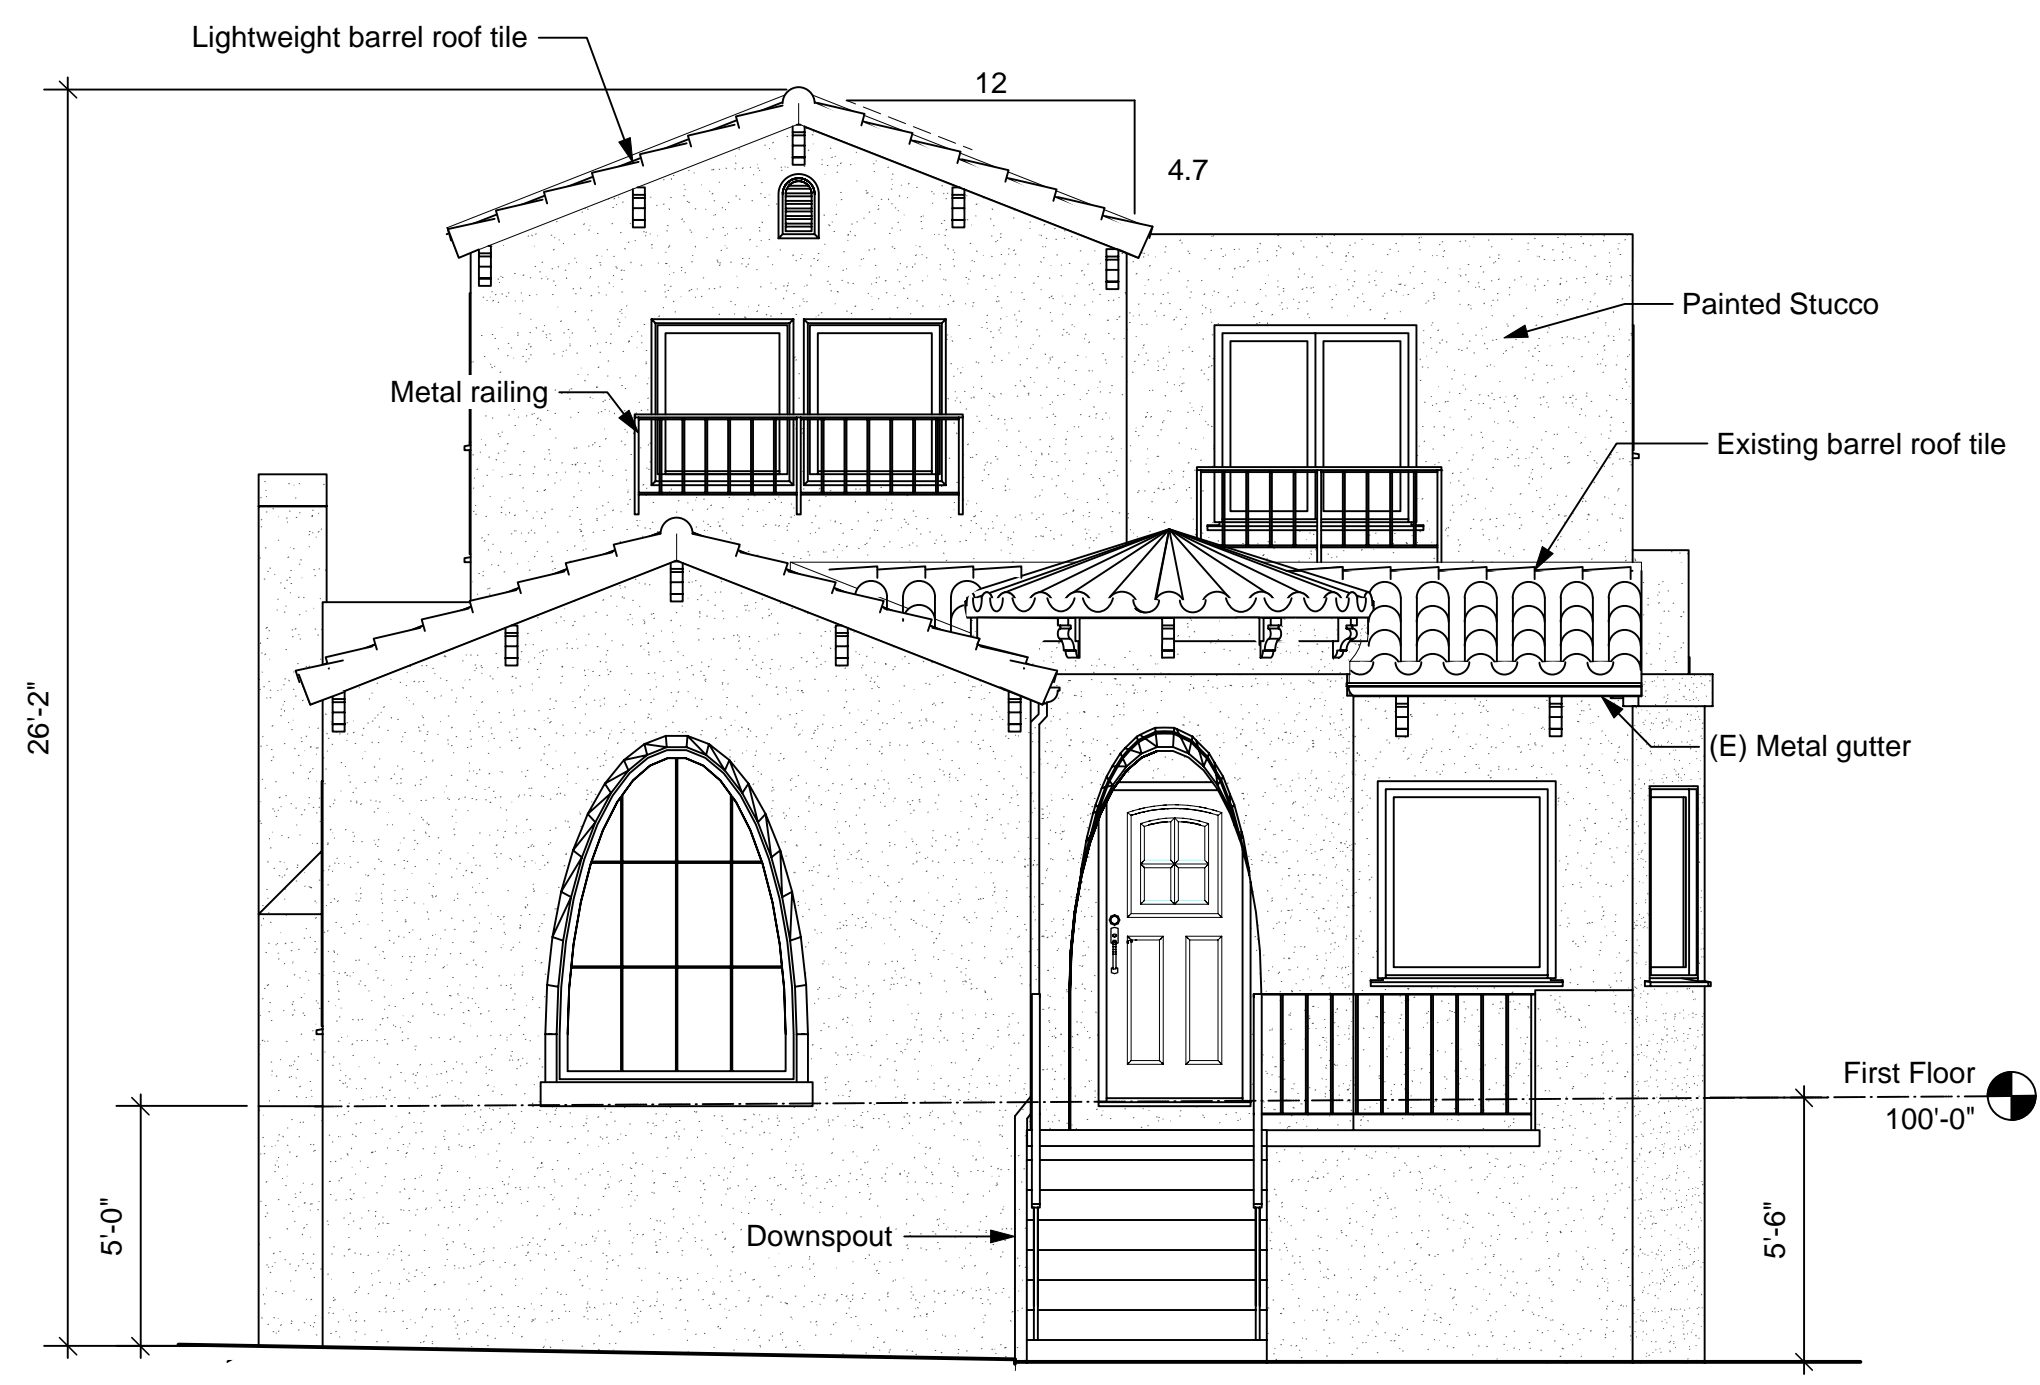 Lightweight barrel roof tile
12
4.7
Painted Stucco
Metal railing
Existing barrel roof tile
26'-2"
(E) Metal gutter
First Floor
100'-0"
5'-0"
Downspout
5'-6"